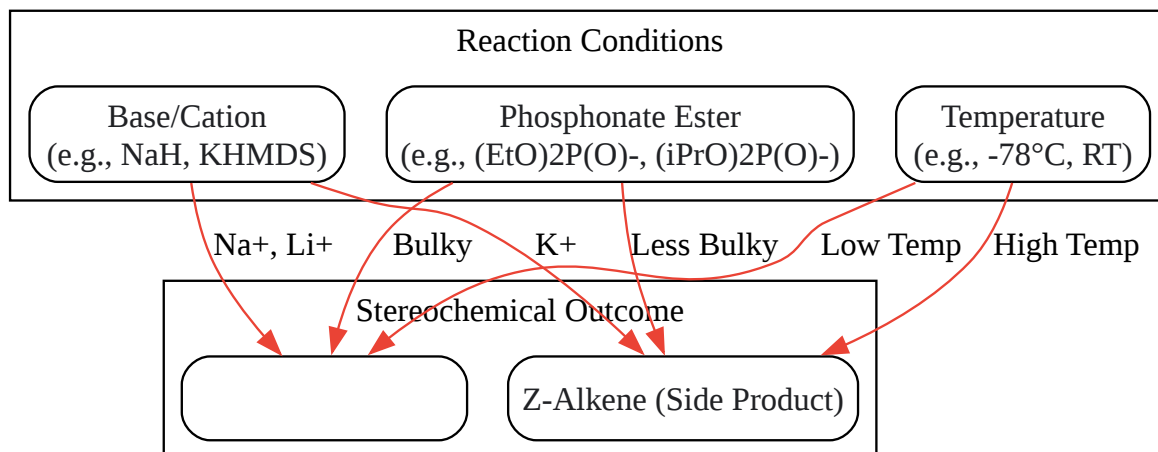 Reaction Conditions
Base/Cation
(e.g., NaH, KHMDS)
Phosphonate Ester
(e.g., (EtO)2P(O)-, (iPrO)2P(O)-)
Temperature
(e.g., -78°C, RT)
Na+, Li+
Bulky
K+
Less Bulky
Low Temp
High Temp
Stereochemical Outcome
Z-Alkene (Side Product)